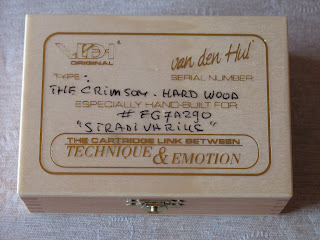 VDH van den Hul
ORIGINAL
TYPE: SERIAL NUMBER
THE CRIMSON - HARD WOOD
ESPECIALLY HAND-BUILT FOR
# FG7A290
"STRADIVARIUS"
THE CARTRIDGE LINK BETWEEN
TECHNIQUE & EMOTION